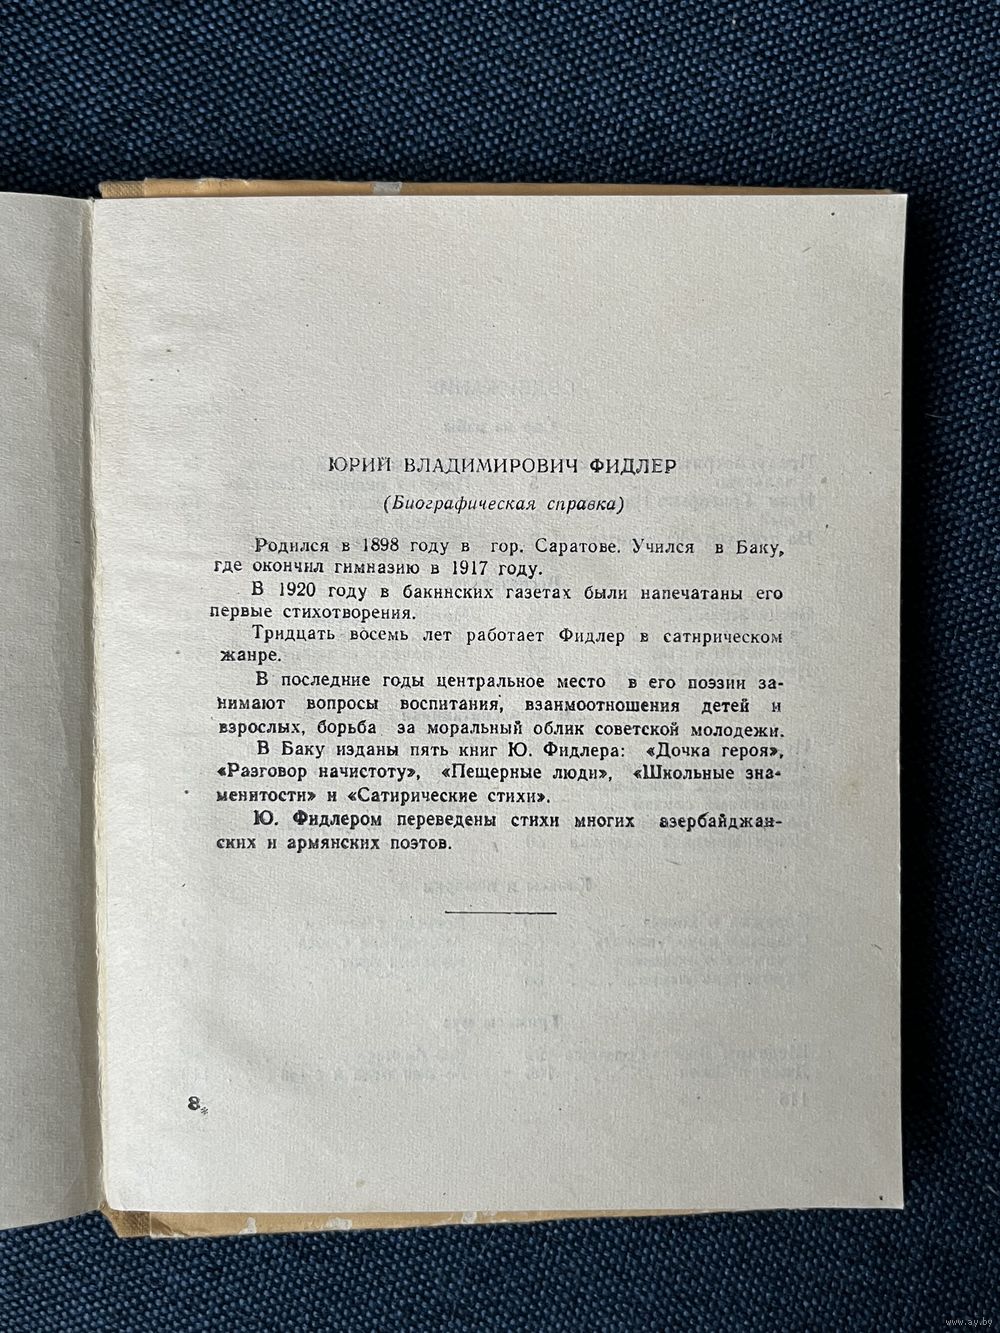 ЮРИЙ ВЛАДИМИРОВИЧ ФИДЛЕР
(Биографическая справка)
Родился в 1898 году в гор. Саратове. Учился в Баку,
где окончил гимназию в 1917 году.
В 1920 году в бакинских газетах были напечатаны его
первые стихотворения.
Тридцать восемь лет работает Фидлер в сатирическом
жанре.
В последние годы центральное место в его поэзии за-
нимают вопросы воспитания, взаимоотношения детей и
взрослых, борьба за моральный облик советской молодежи.
В Баку изданы пять книг Ю. Фидлера: «Дочка героя»,
«Разговор начистоту», «Пещерные люди», «Школьные зна-
менитости» и «Сатирические стихи».
Ю. Фидлером переведены стихи многих азербайджан-
ских и армянских поэтов.
8*
www.ay.by